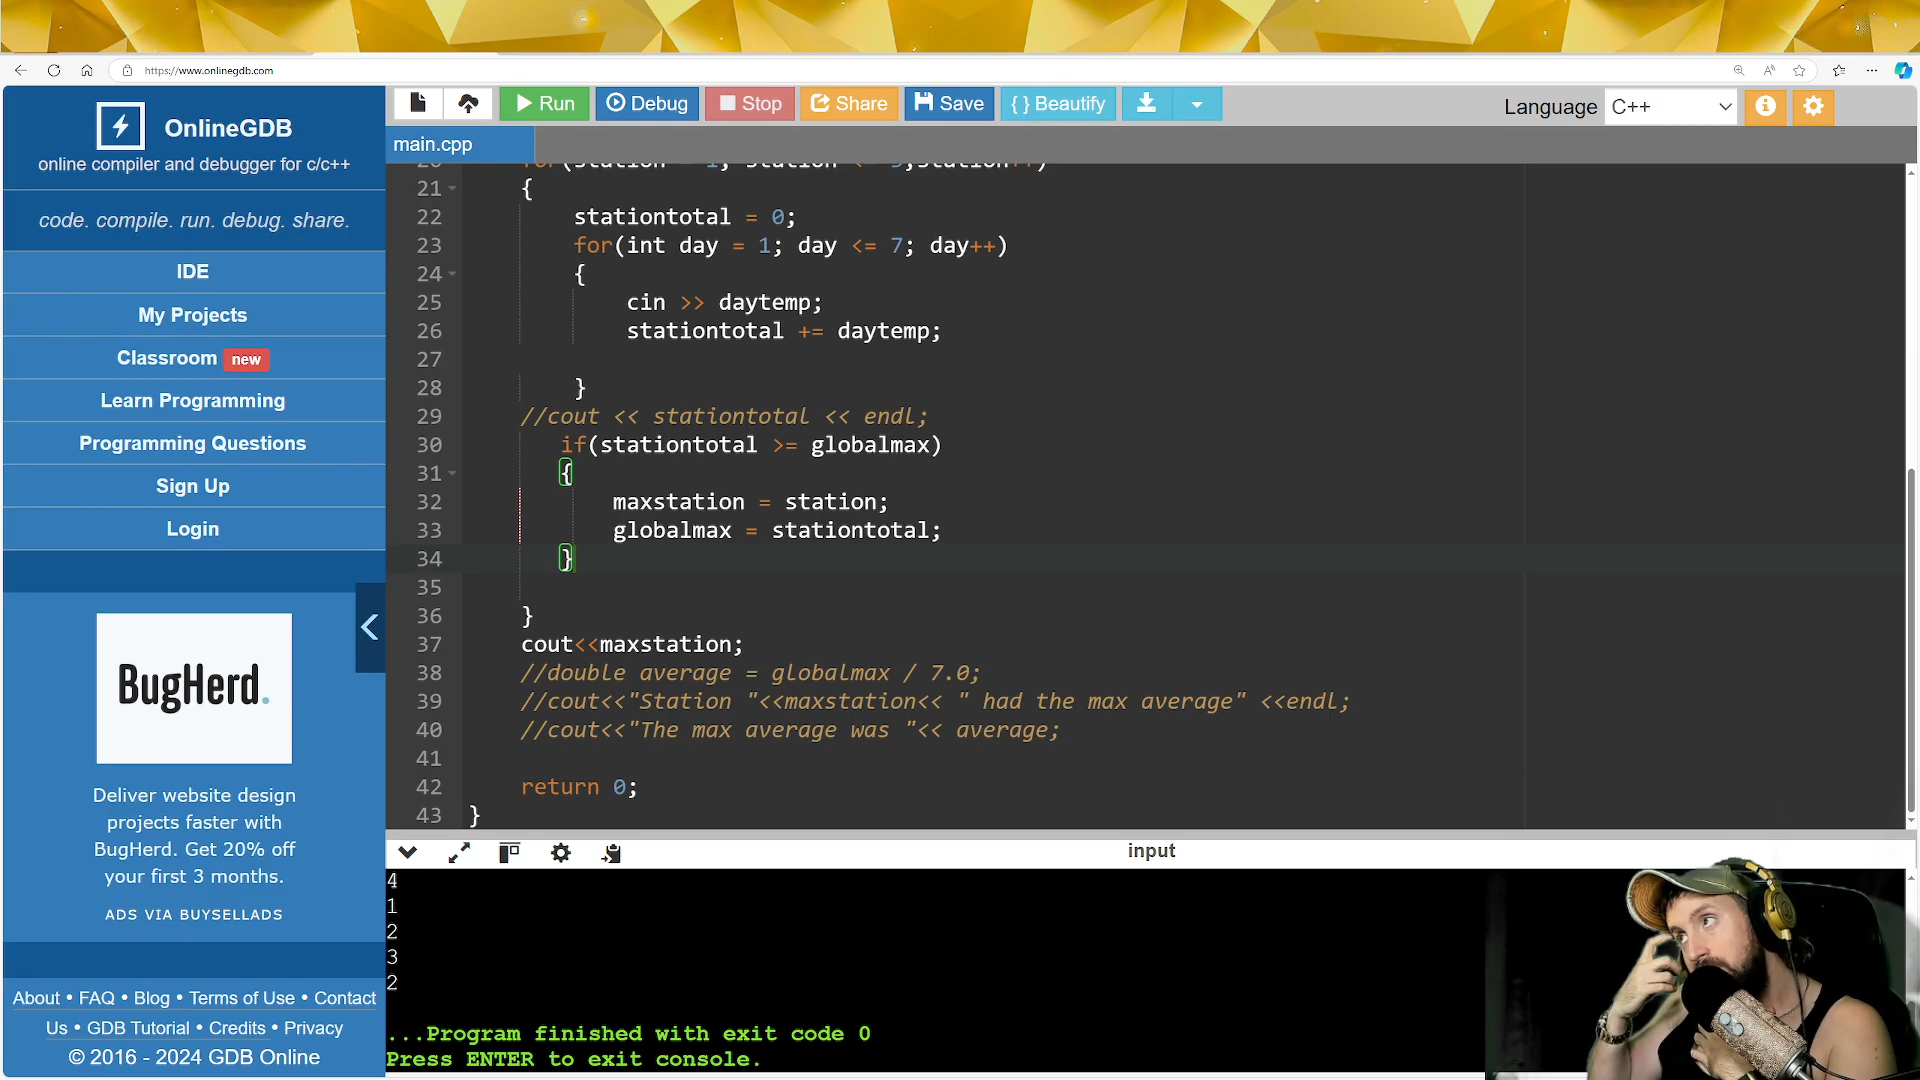 https://www.onlinegdb.com
OnlineGDB
online compiler and debugger for c/c++
code. compile. run. debug. share.
IDE
My Projects
Classroom new
Learn Programming
Programming Questions
Sign Up
Login
BugHerd.
Deliver website design
projects faster with
BugHerd. Get 20% off
your first 3 months.
ADS VIA BUYSELLADS
About • FAQ • Blog • Terms of Use • Contact
Us • GDB Tutorial • Credits • Privacy
© 2016 - 2024 GDB Online
Run Debug Stop Share Save { } Beautify
Language C++
main.cpp
21 {
22 stationtotal = 0;
23 for(int day = 1; day <= 7; day++)
24 {
25 cin >> daytemp;
26 stationtotal += daytemp;
27
28 }
29 //cout << stationtotal << endl;
30 if(stationtotal >= globalmax)
31 {
32 maxstation = station;
33 globalmax = stationtotal;
34 }
35
36 }
37 cout<<maxstation;
38 //double average = globalmax / 7.0;
39 //cout<<"Station "<<maxstation<< " had the max average" <<endl;
40 //cout<<"The max average was "<< average;
41
42 return 0;
43 }
input
4
1
2
3
2
...Program finished with exit code 0
Press ENTER to exit console.